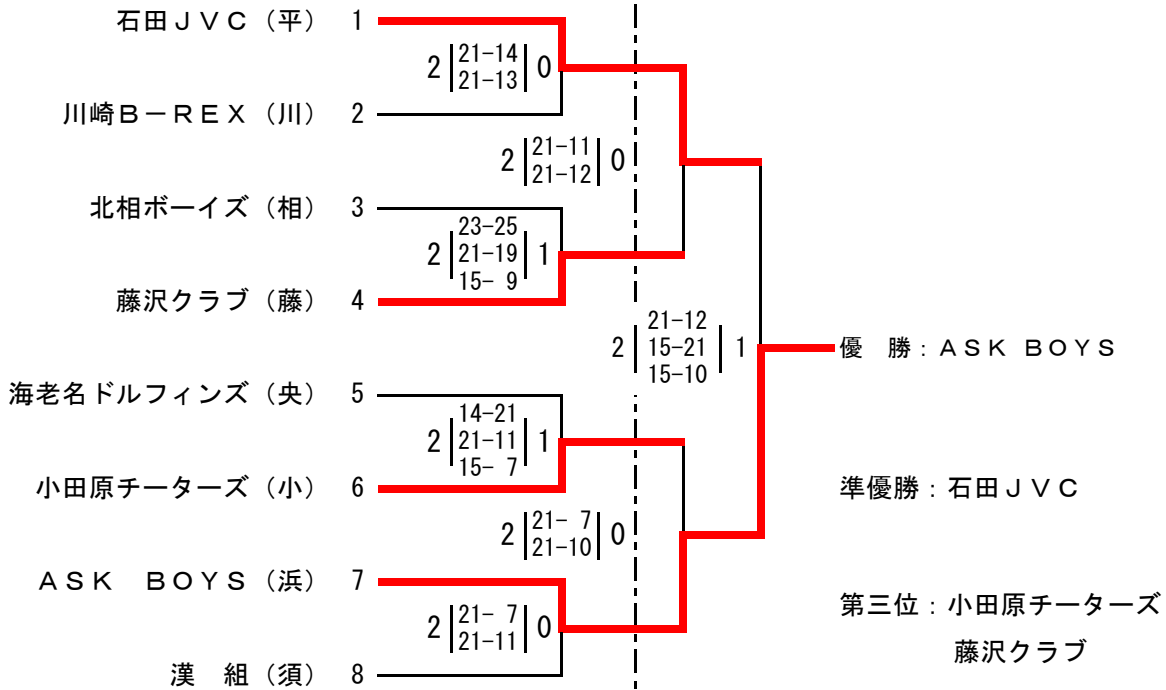 石田ＪＶＣ（平） 1
2 21-14 0
21-13
川崎Ｂ－ＲＥＸ（川） 2
2 21-11 0
21-12
北相ボーイズ（相） 3
23-25
2 21-19 1
15- 9
藤沢クラブ（藤） 4
21-12
2 15-21 1
15-10
優　勝：ＡＳＫ ＢＯＹＳ
海老名ドルフィンズ（央） 5
14-21
2 21-11 1
15- 7
小田原チーターズ（小） 6
準優勝：石田ＪＶＣ
2 21- 7 0
21-10
ＡＳＫ　ＢＯＹＳ（浜） 7
第三位：小田原チーターズ
2 21- 7 0
21-11
藤沢クラブ
漢　組（須） 8